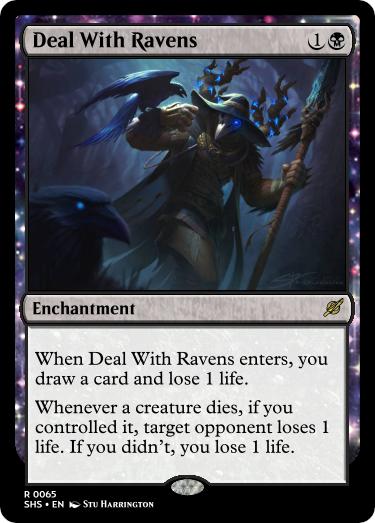 Deal With Ravens 1
Enchantment
When Deal With Ravens enters, you
draw a card and lose 1 life.
Whenever a creature dies, if you
controlled it, target opponent loses 1
life. If you didn't, you lose 1 life.
R 0065
SHS • EN Stu Harrington